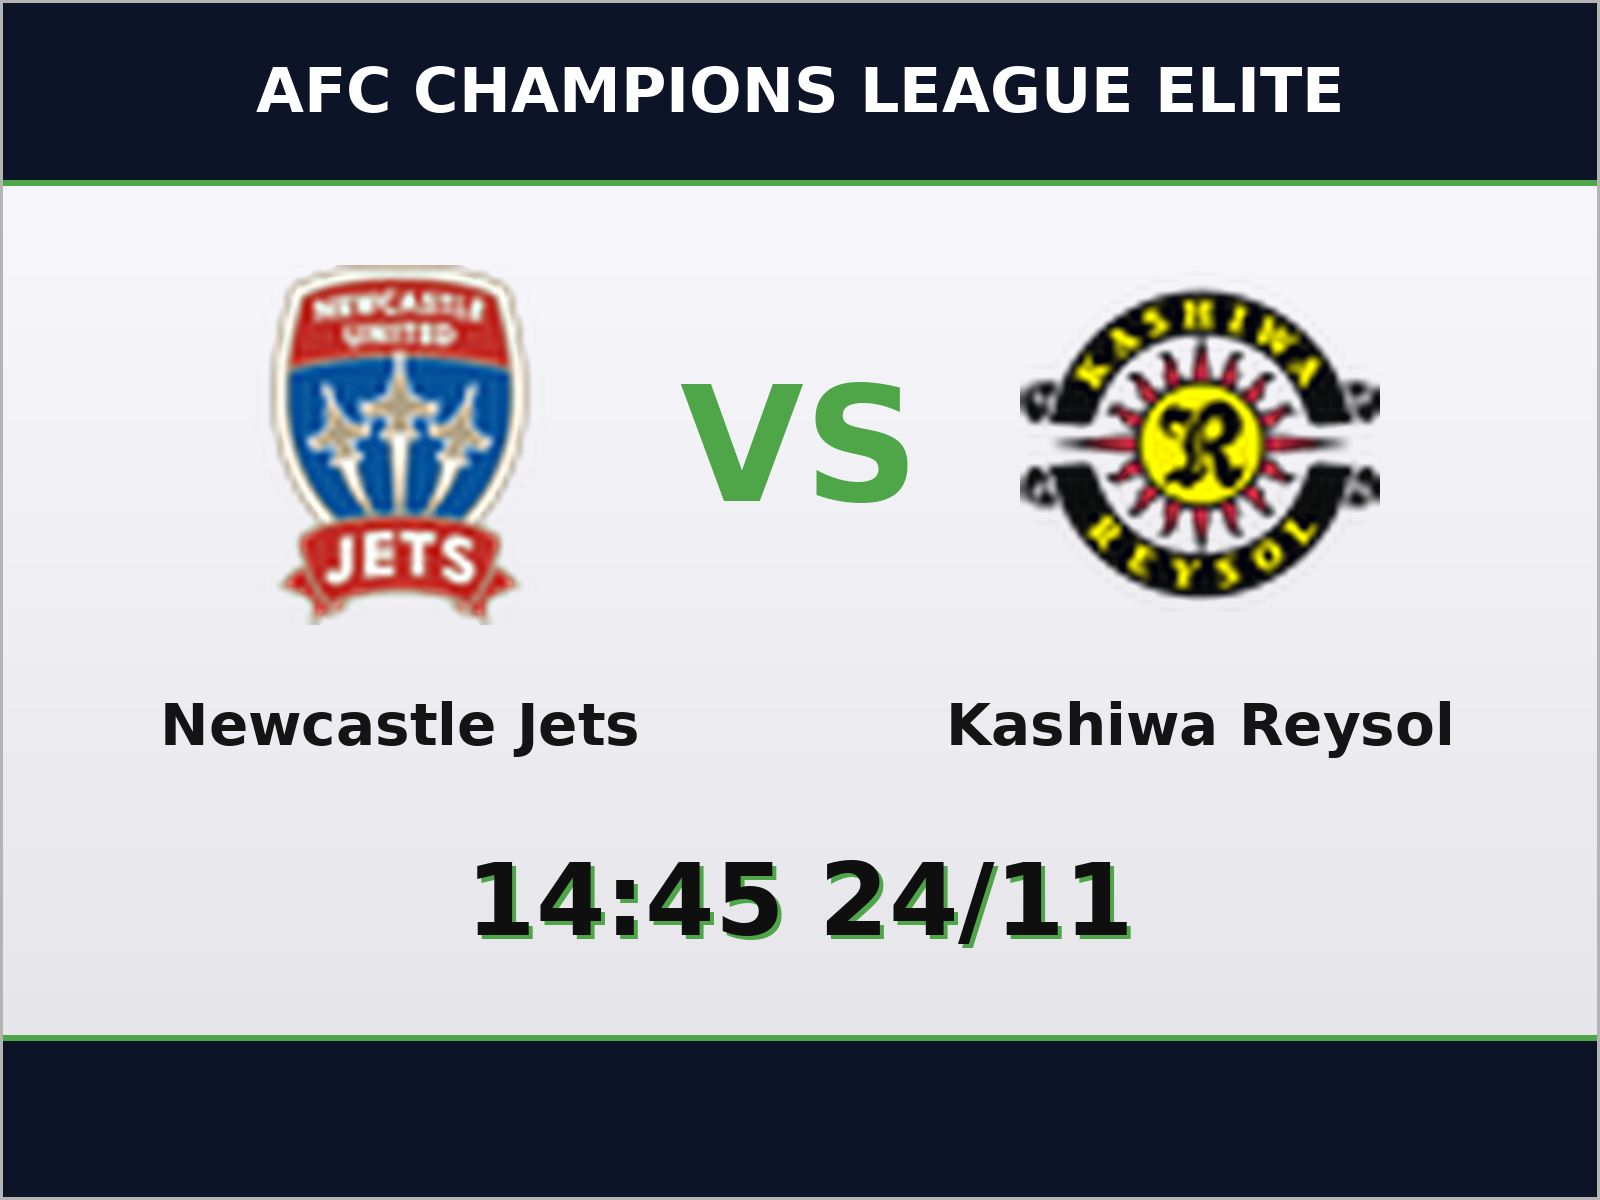 AFC CHAMPIONS LEAGUE ELITE
NEWCASTLE
UNITED
JETS
VS
KASHIWA
R
REYSOL
Newcastle Jets
Kashiwa Reysol
14:45 24/11